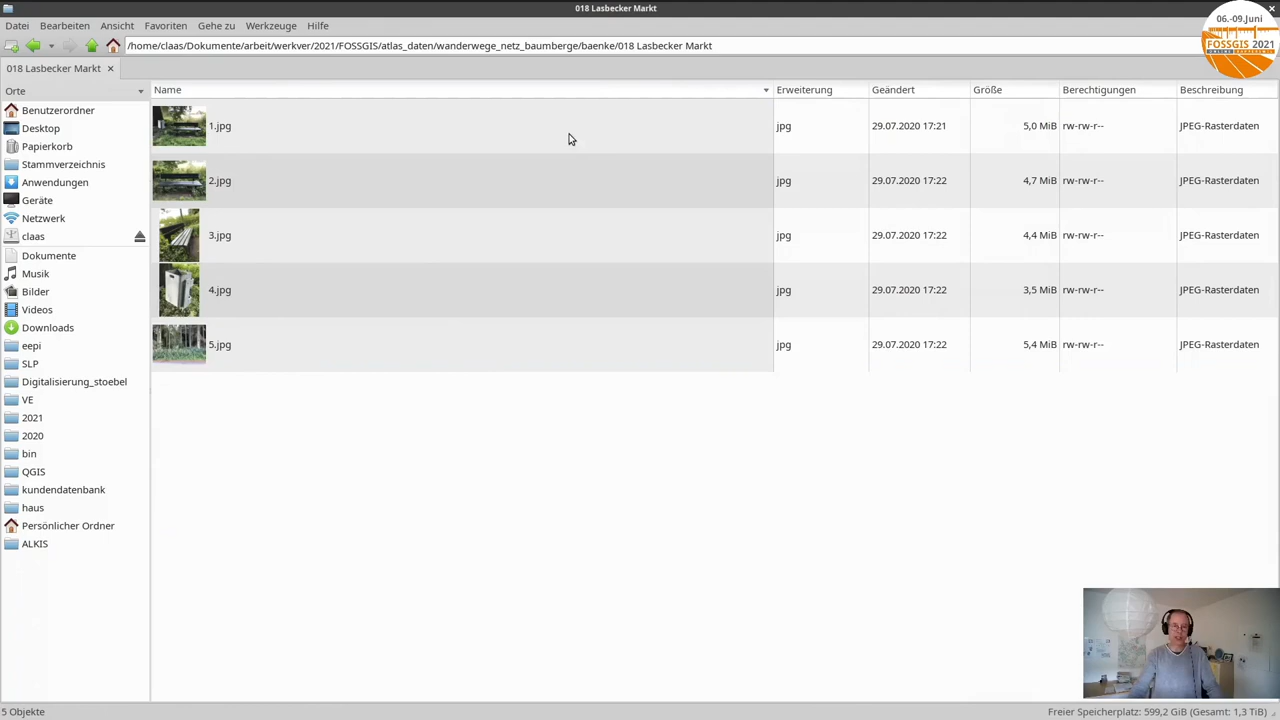 018 Lasbecker Markt
Datei Bearbeiten Ansicht Favoriten Gehe zu Werkzeuge Hilfe
/home/claas/Dokumente/arbeit/werkver/2021/FOSSGIS/atlas_daten/wanderwege_netz_baumberge/baenke/018 Lasbecker Markt
06.-09.Juni
FOSSGIS 2021
018 Lasbecker Markt
Orte
Name Erweiterung Geändert Größe Berechtigungen Beschreibung
Benutzerordner
Desktop
Papierkorb
Stammverzeichnis
Anwendungen
Geräte
Netzwerk
claas
Dokumente
Musik
Bilder
Videos
Downloads
eepi
SLP
Digitalisierung_stoebel
VE
2021
2020
bin
QGIS
kundendatenbank
haus
Persönlicher Ordner
ALKIS
1.jpg jpg 29.07.2020 17:21 5,0 MiB rw-rw-r-- JPEG-Rasterdaten
2.jpg jpg 29.07.2020 17:22 4,7 MiB rw-rw-r-- JPEG-Rasterdaten
3.jpg jpg 29.07.2020 17:22 4,4 MiB rw-rw-r-- JPEG-Rasterdaten
4.jpg jpg 29.07.2020 17:22 3,5 MiB rw-rw-r-- JPEG-Rasterdaten
5.jpg jpg 29.07.2020 17:22 5,4 MiB rw-rw-r-- JPEG-Rasterdaten
5 Objekte
Freier Speicherplatz: 599,2 GiB (Gesamt: 1,3 TiB)